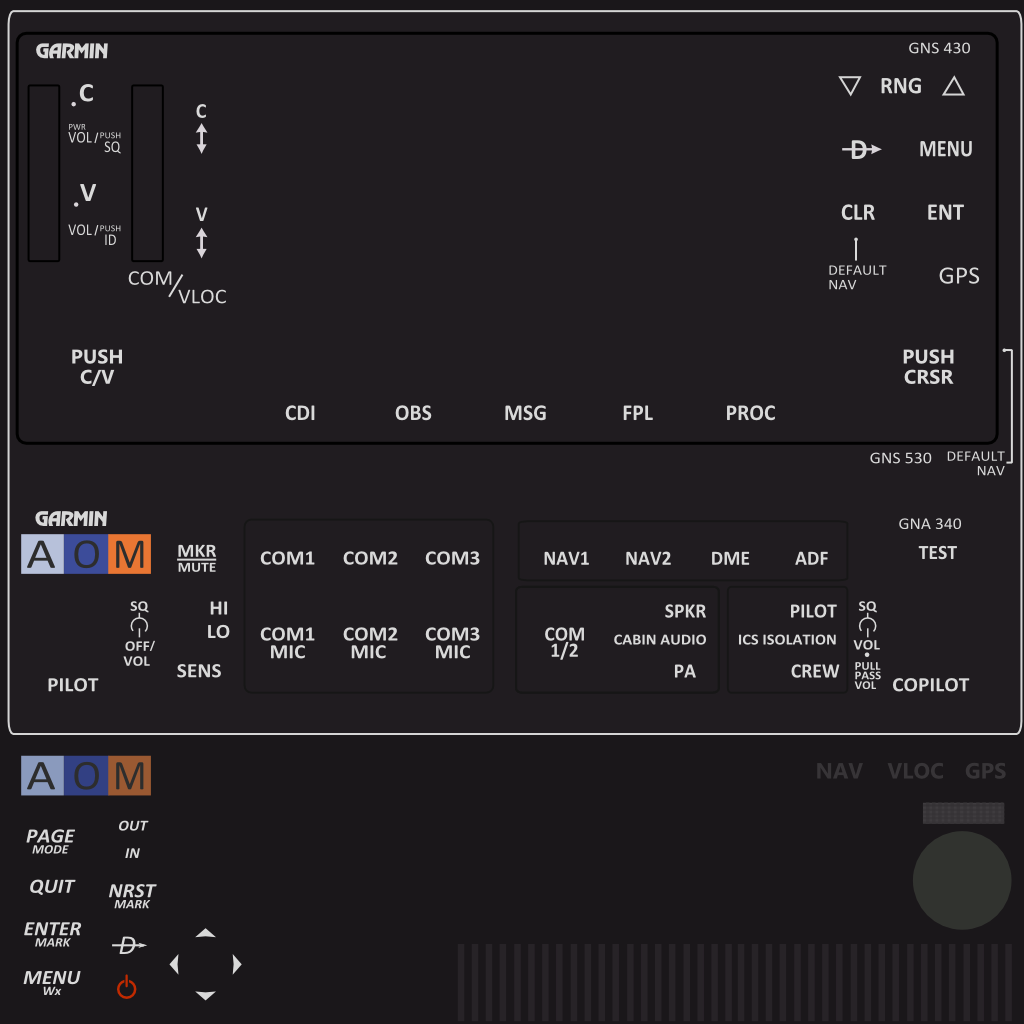 GARMIN
GNS 430
C
PWR
VOL/PUSH
SQ
C
RNG
MENU
V
VOL/PUSH
ID
V
CLR ENT
COM/VLOC
DEFAULT
NAV
GPS
PUSH
C/V
PUSH
CRSR
CDI OBS MSG FPL PROC
GNS 530
DEFAULT
NAV
GARMIN
GNA 340
AOM
MKR
MUTE
COM1 COM2 COM3
NAV1 NAV2 DME ADF
TEST
SQ
OFF/
VOL
HI
LO
SENS
PILOT
COM1
MIC
COM2
MIC
COM3
MIC
COM
1/2
SPKR
CABIN AUDIO
PA
PILOT
ICS ISOLATION
CREW
SQ
VOL
PULL
PASS
VOL
COPILOT
AOM
NAV VLOC GPS
PAGE
MODE
OUT
IN
QUIT
NRST
MARK
ENTER
MARK
D
MENU
Wx